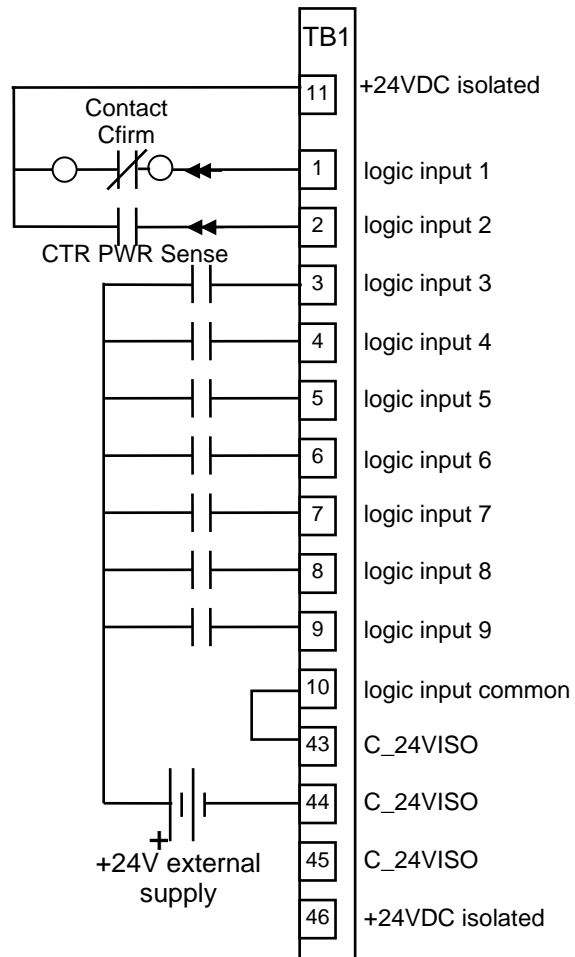 TB1
11 +24VDC isolated
Contact
Cfirm
1 logic input 1
2 logic input 2
CTR PWR Sense
3 logic input 3
4 logic input 4
5 logic input 5
6 logic input 6
7 logic input 7
8 logic input 8
9 logic input 9
10 logic input common
43 C_24VISO
44 C_24VISO
+
+24V external
supply
45 C_24VISO
46 +24VDC isolated